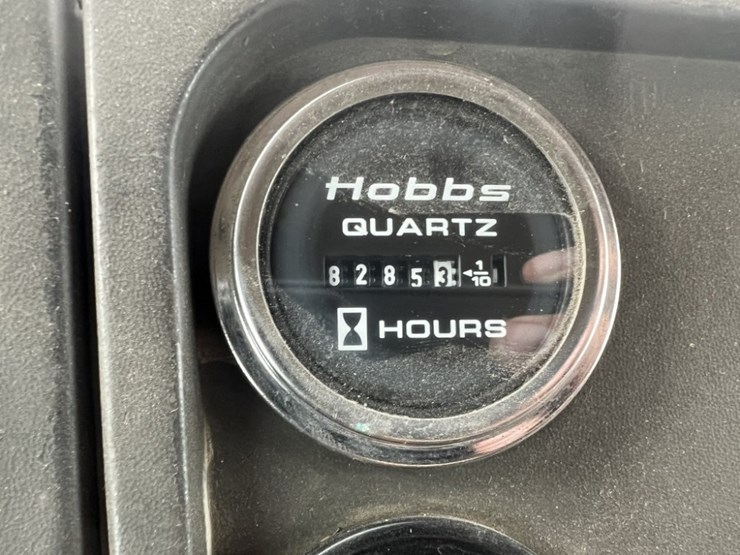 Hobbs
QUARTZ
82853 ◄1/10
HOURS